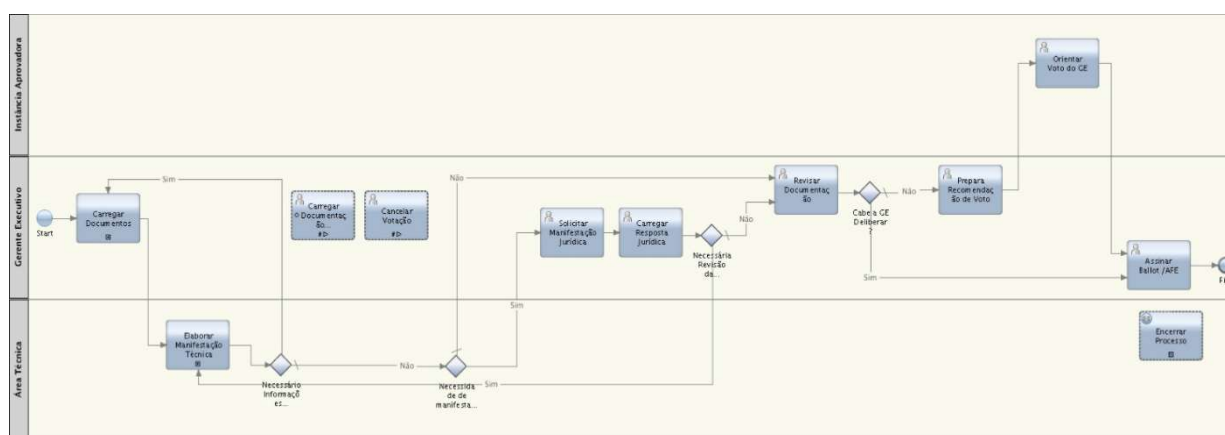 Instância Aprovadora
Orientar
Voto do GE
Gerente Executivo
Start
Carregar
Documentos
Sim
Carregar
Documentaç
ão...
Cancelar
Votação
Não
Solicitar
Manifestação
Jurídica
Carregar
Resposta
Jurídica
Necessária
Revisão da...
Não
Revisar
Documentaç
ão
Cabe a GE
Deliberar
?
Não
Prepara
Recomendaç
ão de Voto
Sim
Sim
Assinar
Ballot /AFE
Área Técnica
Elaborar
Manifestação
Técnica
Necessário
Informaçõ
es...
Não
Necessida
de de
manifesta...
Sim
Encerrar
Processo